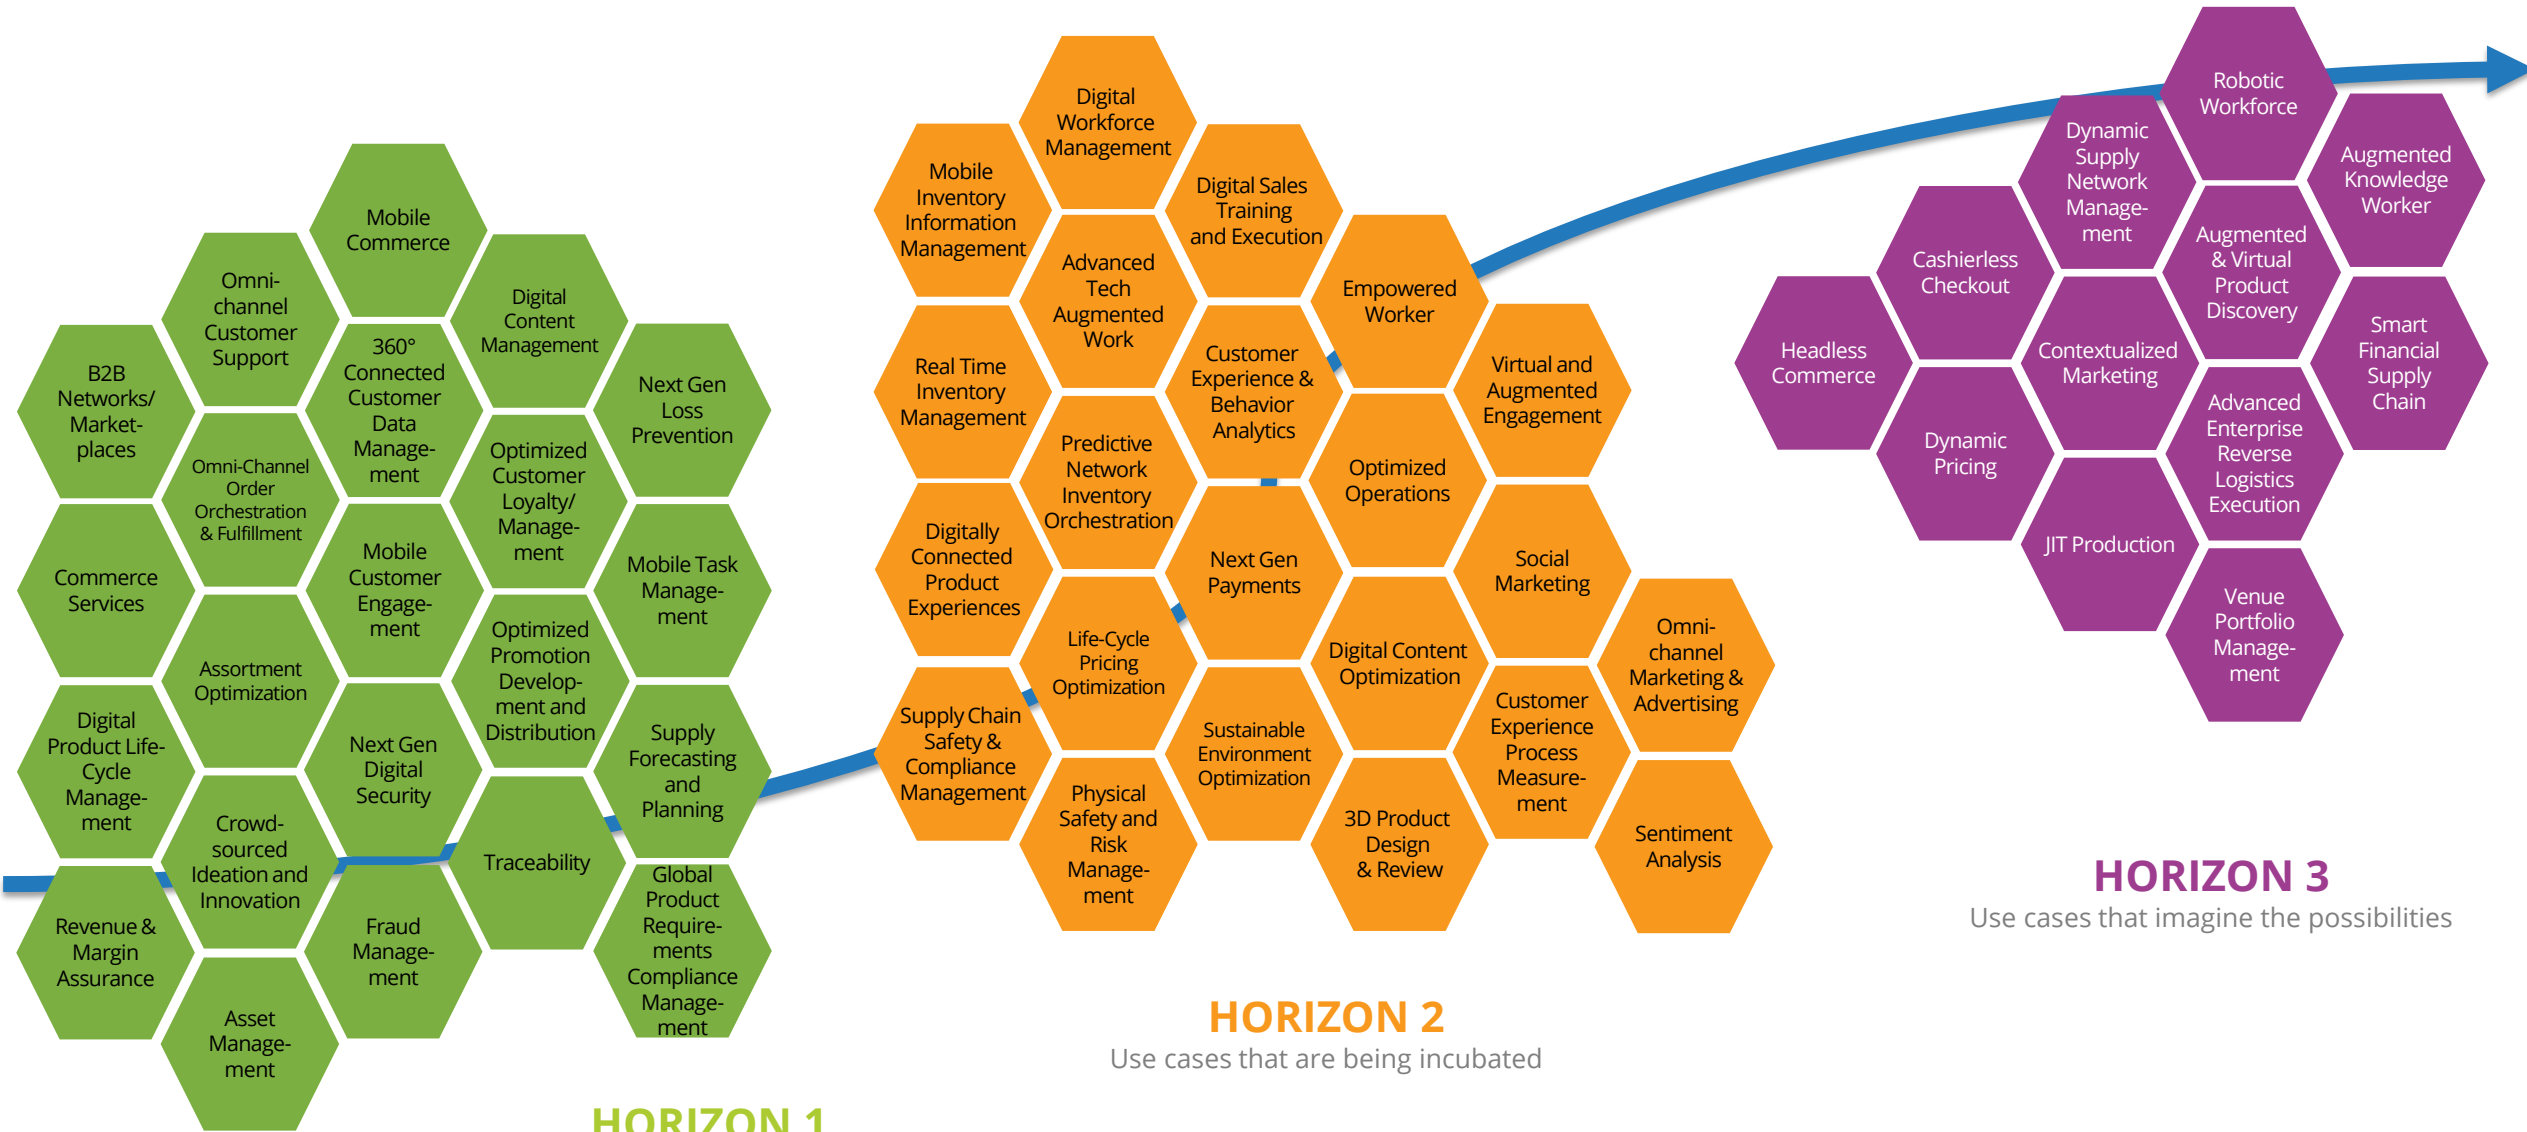 Mobile
Commerce
Omni-
channel
Customer
Support
Digital
Content
Management
B2B
Networks/
Market-
places
360°
Connected
Customer
Data
Manage-
ment
Next Gen
Loss
Prevention
Omni-Channel
Order
Orchestration
& Fulfillment
Optimized
Customer
Loyalty/
Manage-
ment
Commerce
Services
Mobile
Customer
Engage-
ment
Mobile Task
Manage-
ment
Assortment
Optimization
Optimized
Promotion
Develop-
ment and
Distribution
Digital
Product Life-
Cycle
Manage-
ment
Next Gen
Digital
Security
Supply
Forecasting
and
Planning
Crowd-
sourced
Ideation and
Innovation
Traceability
Revenue &
Margin
Assurance
Fraud
Manage-
ment
Global
Product
Require-
ments
Compliance
Manage-
ment
Asset
Manage-
ment
HORIZON 1
Digital
Workforce
Management
Mobile
Inventory
Information
Management
Digital Sales
Training
and Execution
Advanced
Tech
Augmented
Work
Empowered
Worker
Real Time
Inventory
Management
Customer
Experience &
Behavior
Analytics
Virtual and
Augmented
Engagement
Predictive
Network
Inventory
Orchestration
Optimized
Operations
Digitally
Connected
Product
Experiences
Next Gen
Payments
Social
Marketing
Life-Cycle
Pricing
Optimization
Digital Content
Optimization
Omni-
channel
Marketing &
Advertising
Supply Chain
Safety &
Compliance
Management
Sustainable
Environment
Optimization
Customer
Experience
Process
Measure-
ment
Physical
Safety and
Risk
Manage-
ment
3D Product
Design
& Review
Sentiment
Analysis
HORIZON 2
Use cases that are being incubated
Robotic
Workforce
Dynamic
Supply
Network
Manage-
ment
Augmented
Knowledge
Worker
Cashierless
Checkout
Augmented
& Virtual
Product
Discovery
Headless
Commerce
Contextualized
Marketing
Smart
Financial
Supply
Chain
Dynamic
Pricing
Advanced
Enterprise
Reverse
Logistics
Execution
JIT Production
Venue
Portfolio
Manage-
ment
HORIZON 3
Use cases that imagine the possibilities